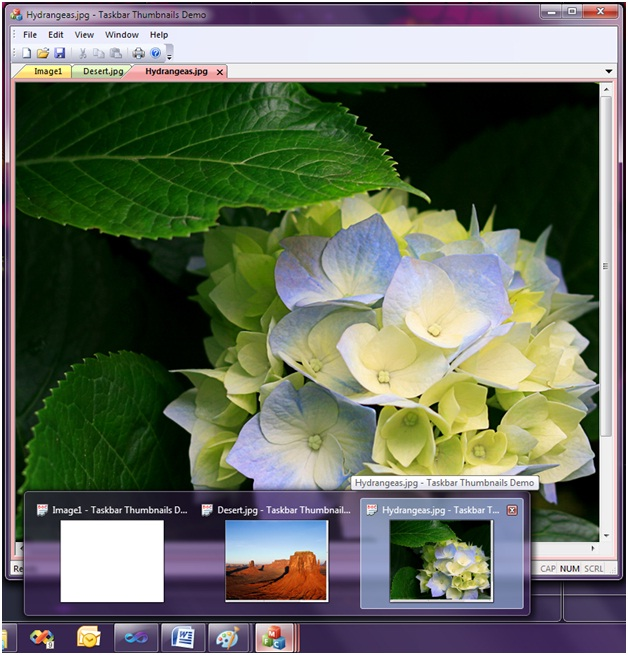 Hydrangeas.jpg - Taskbar Thumbnails Demo
File Edit View Window Help
Image1 Desert.jpg Hydrangeas.jpg
Hydrangeas.jpg - Taskbar Thumbnails Demo
Image1 - Taskbar Thumbnails D... Desert.jpg - Taskbar Thumbnail... Hydrangeas.jpg - Taskbar T...
Re CAP NUM SCRL